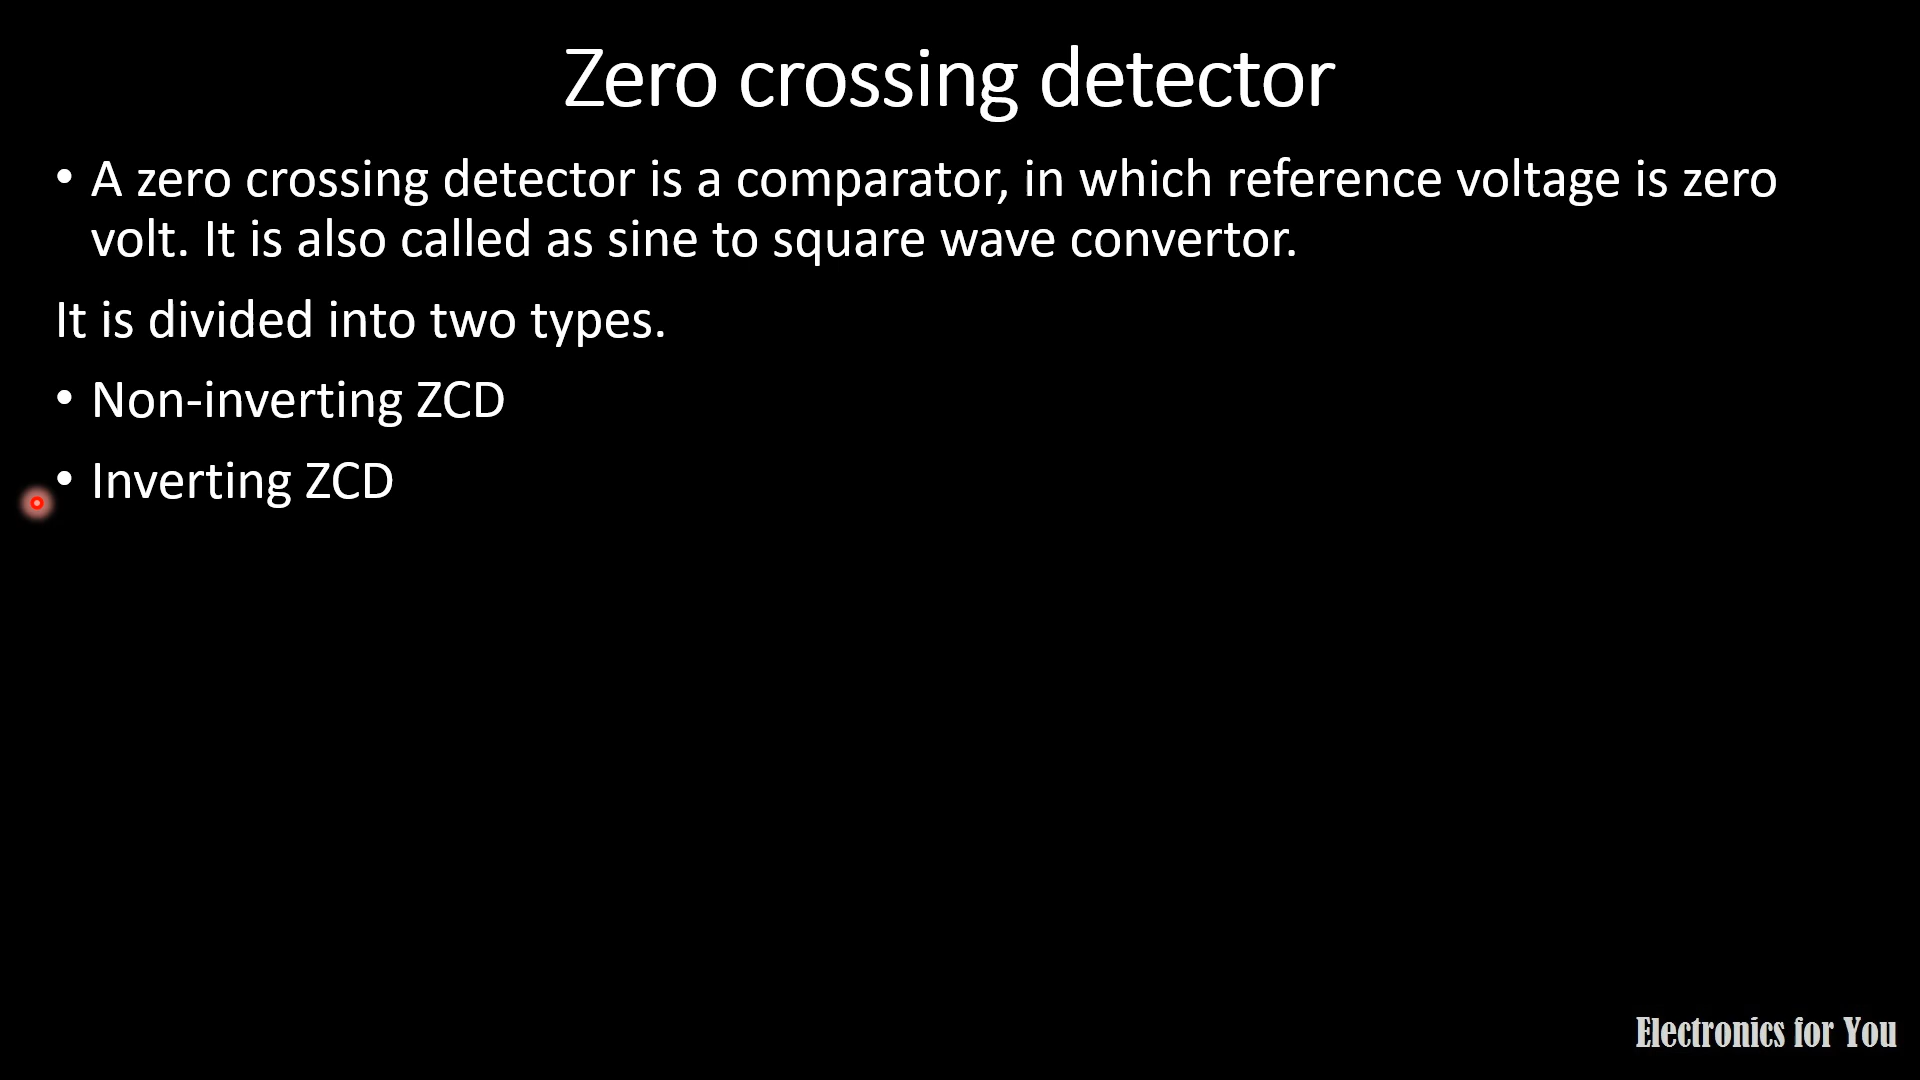 Zero crossing detector
• A zero crossing detector is a comparator, in which reference voltage is zero
volt. It is also called as sine to square wave convertor.
It is divided into two types.
• Non-inverting ZCD
• Inverting ZCD
Electronics for You